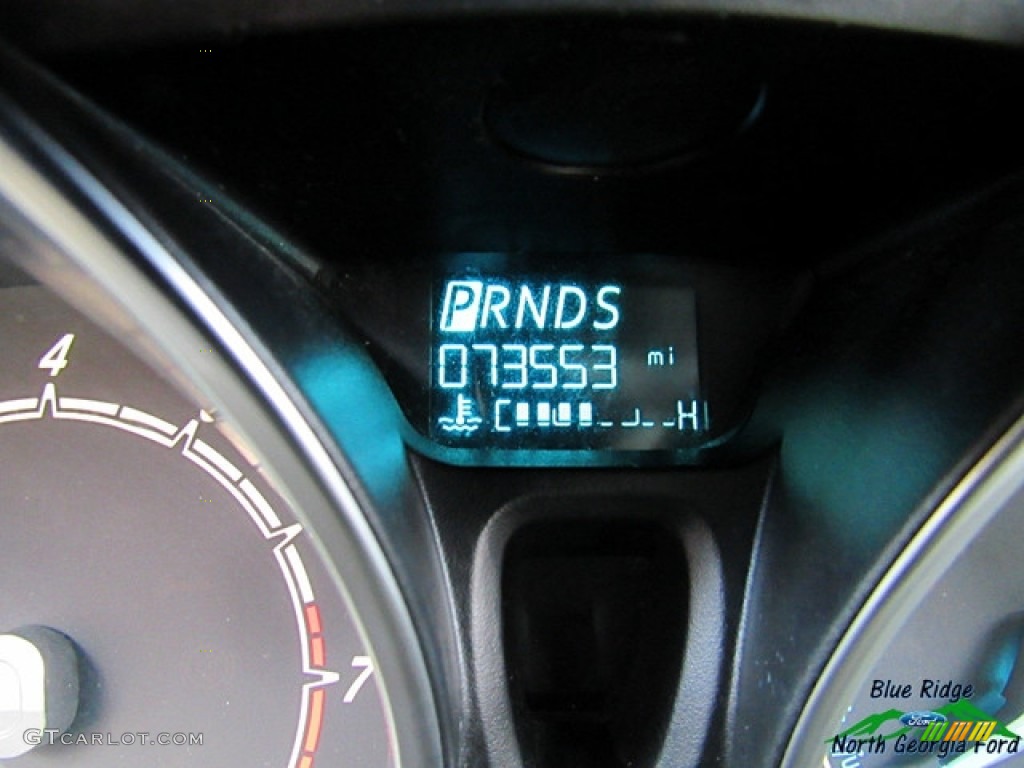 PRNDS
073553 mi
C H
4
7
GTCARLOT.COM
Blue Ridge
Ford
North Georgia Ford